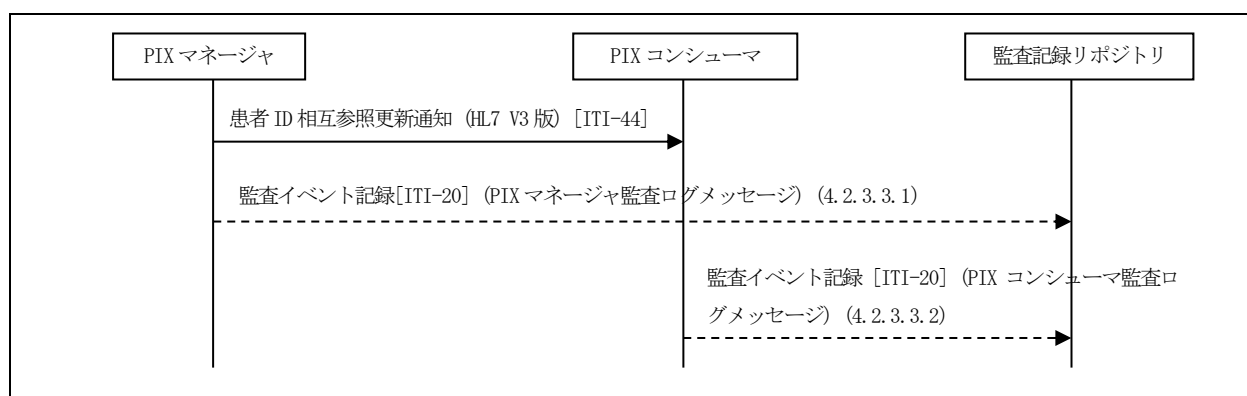 PIX マネージャ
PIX コンシューマ
監査記録リポジトリ
患者 ID 相互参照更新通知 (HL7 V3 版) [ITI-44]
監査イベント記録[ITI-20] (PIX マネージャ監査ログメッセージ) (4.2.3.3.1)
監査イベント記録 [ITI-20] (PIX コンシューマ監査ロ
グメッセージ) (4.2.3.3.2)